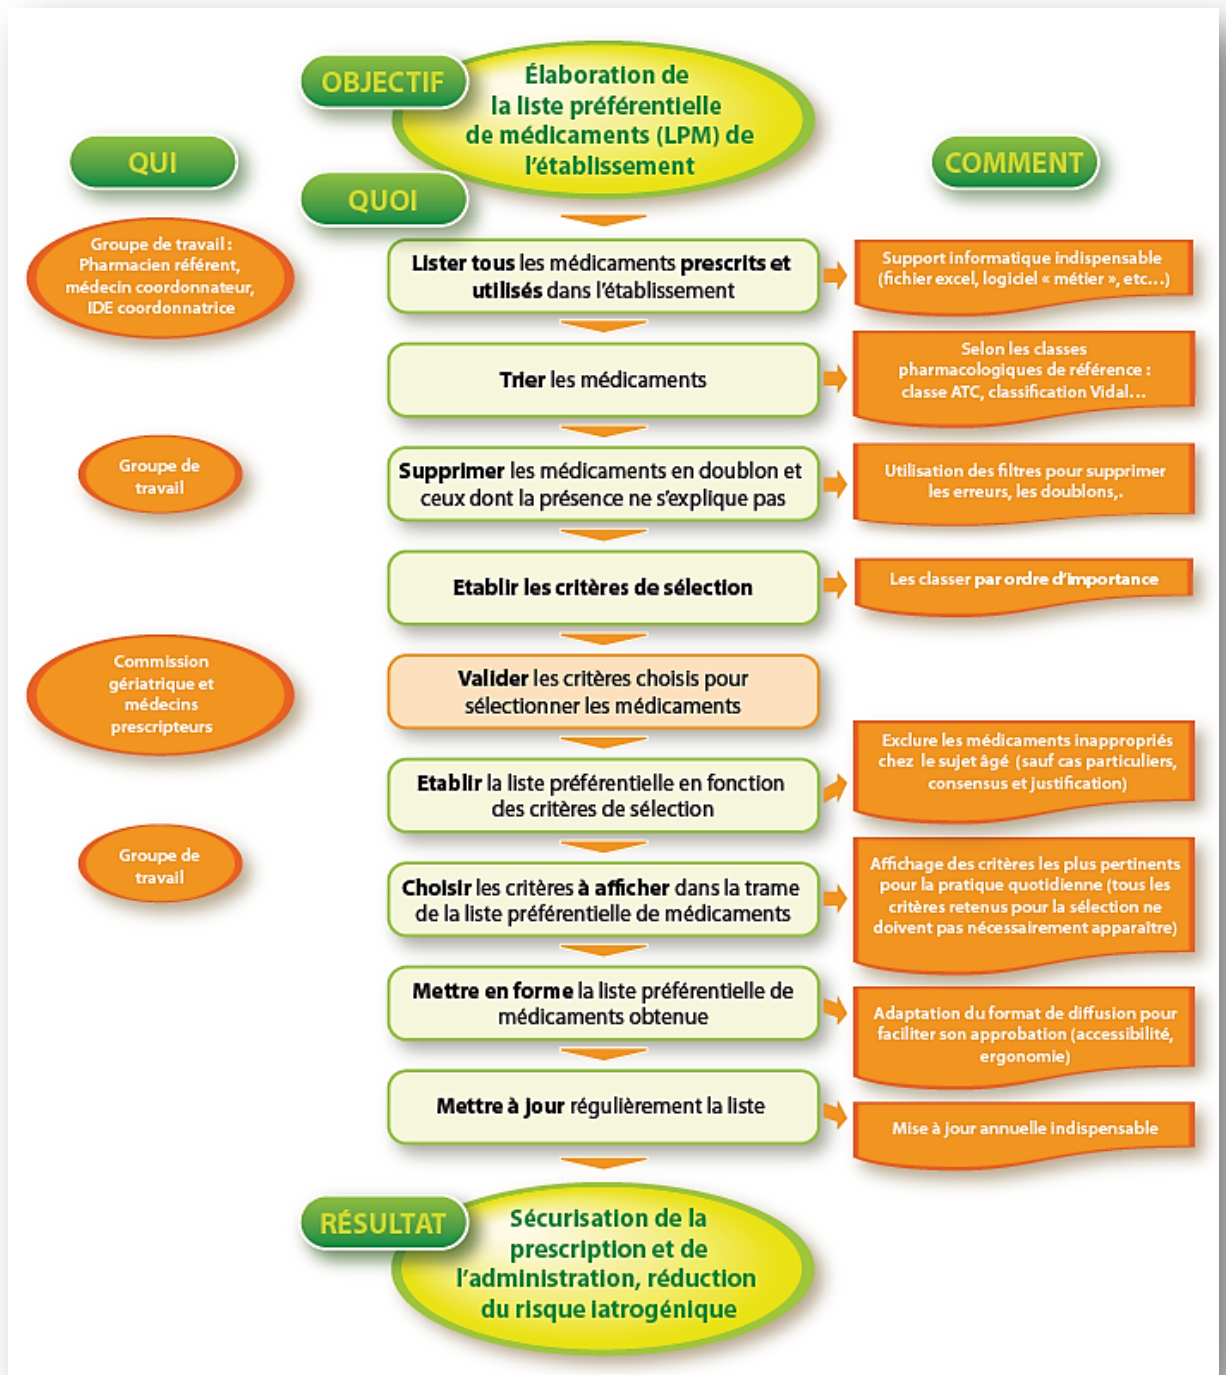 OBJECTIF
Élaboration de
la liste préférentielle
de médicaments (LPM) de
l'établissement
QUI
QUOI
COMMENT
Groupe de travail :
Pharmacien référent,
médecin coordonnateur,
IDE coordonnatrice
Lister tous les médicaments prescrits et
utilisés dans l'établissement
Support informatique indispensable
(fichier excel, logiciel « métier », etc...)
Trier les médicaments
Selon les classes
pharmacologiques de référence :
classe ATC, classification Vidal...
Groupe de
travail
Supprimer les médicaments en doublon et
ceux dont la présence ne s'explique pas
Utilisation des filtres pour supprimer
les erreurs, les doublons,.
Etablir les critères de sélection
Les classer par ordre d'importance
Commission
gériatrique et
médecins
prescripteurs
Valider les critères choisis pour
sélectionner les médicaments
Etablir la liste préférentielle en fonction
des critères de sélection
Exclure les médicaments inappropriés
chez le sujet âgé (sauf cas particuliers,
consensus et justification)
Groupe de
travail
Choisir les critères à afficher dans la trame
de la liste préférentielle de médicaments
Affichage des critères les plus pertinents
pour la pratique quotidienne (tous les
critères retenus pour la sélection ne
doivent pas nécessairement apparaître)
Mettre en forme la liste préférentielle de
médicaments obtenue
Adaptation du format de diffusion pour
faciliter son approbation (accessibilité,
ergonomie)
Mettre à jour régulièrement la liste
Mise à jour annuelle indispensable
RÉSULTAT
Sécurisation de la
prescription et de
l'administration, réduction
du risque iatrogénique